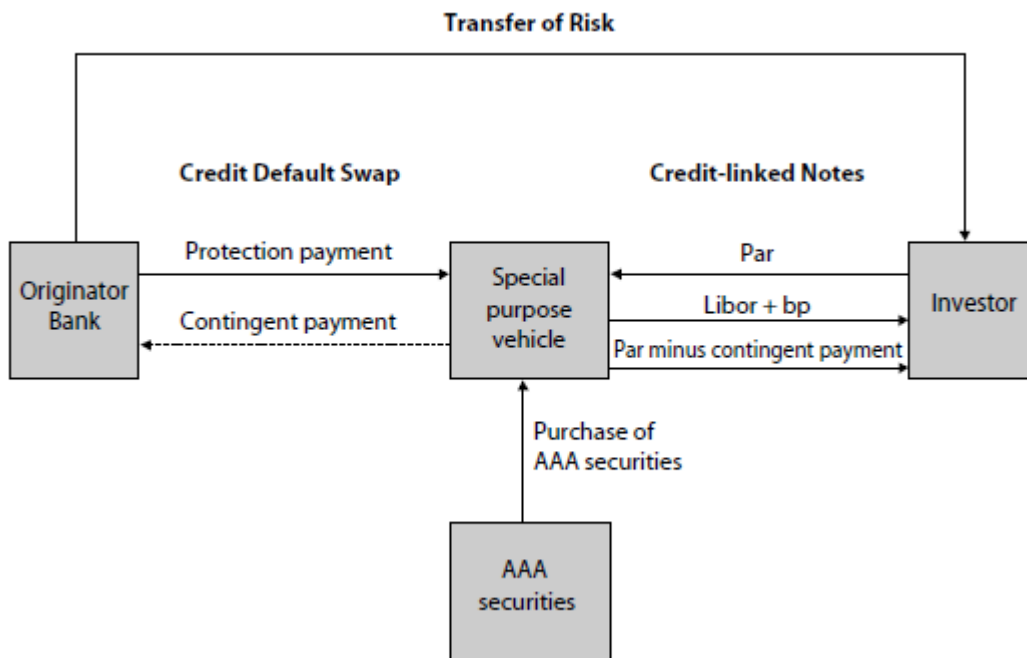 Transfer of Risk
Credit Default Swap
Credit-linked Notes
Originator
Bank
Protection payment
Contingent payment
Special
purpose
vehicle
Par
Libor + bp
Par minus contingent payment
Investor
Purchase of
AAA securities
AAA
securities